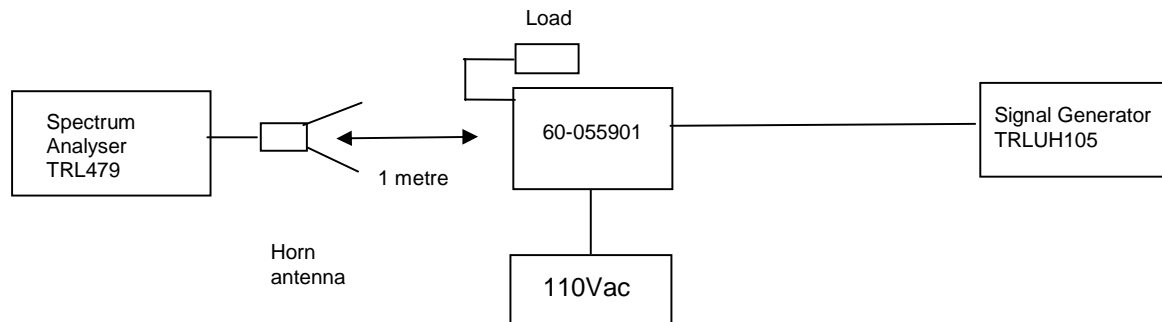 Load
Spectrum
Analyser
TRL479
60-055901
Signal Generator
TRLUH105
1 metre
Horn
antenna
110Vac